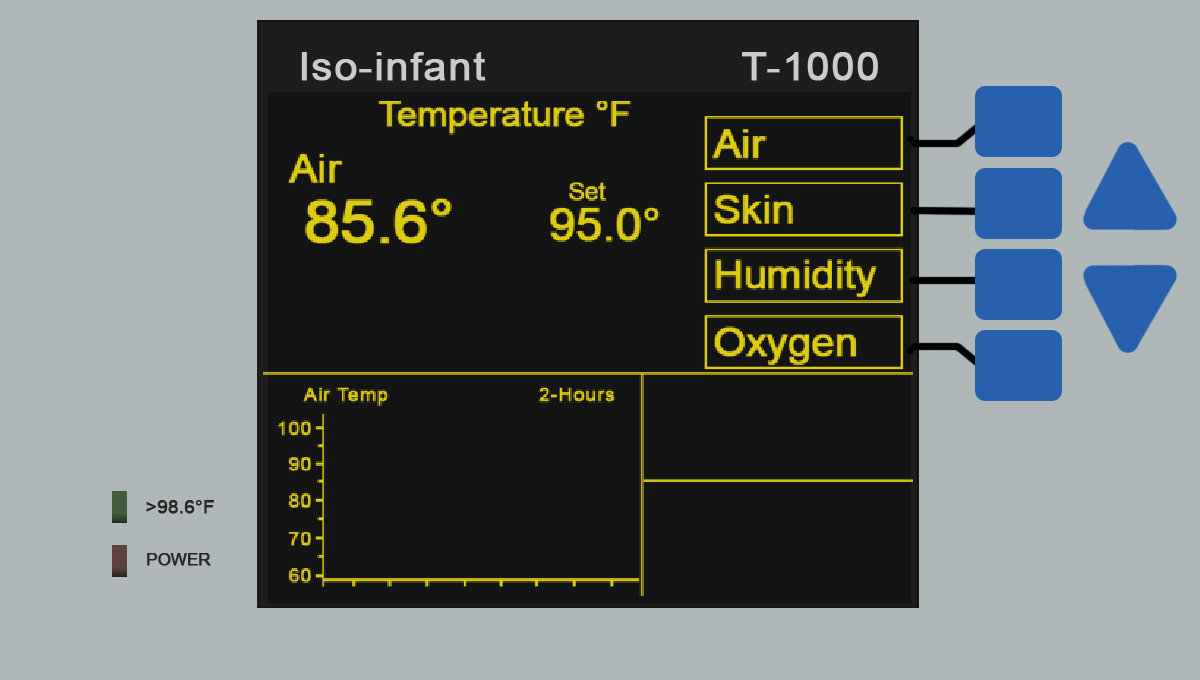 Iso-infant T-1000
Temperature °F
Air
85.6°
Set
95.0°
Air
Skin
Humidity
Oxygen
Air Temp 2-Hours
100
90
80
70
60
>98.6°F
POWER